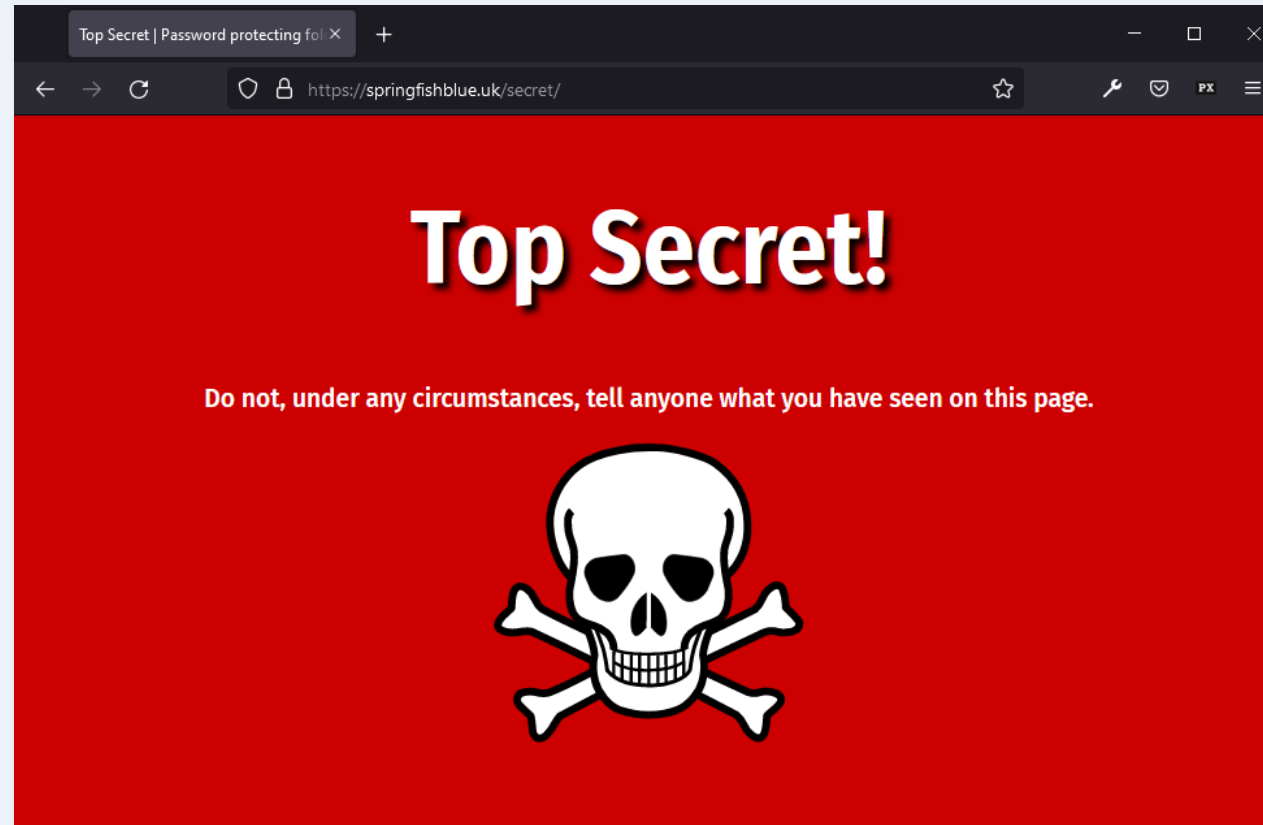 Top Secret | Password protecting fol
https://springfishblue.uk/secret/
PX
Top Secret!
Do not, under any circumstances, tell anyone what you have seen on this page.